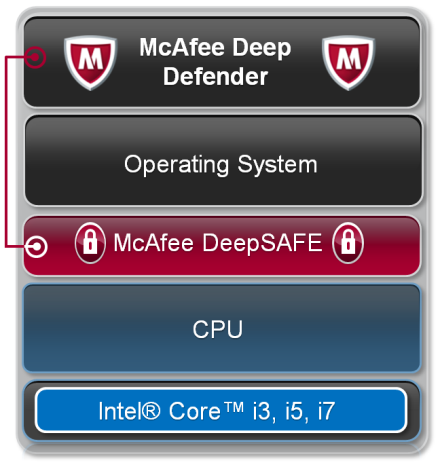 McAfee Deep
Defender
Operating System
McAfee DeepSAFE
CPU
Intel® Core™ i3, i5, i7